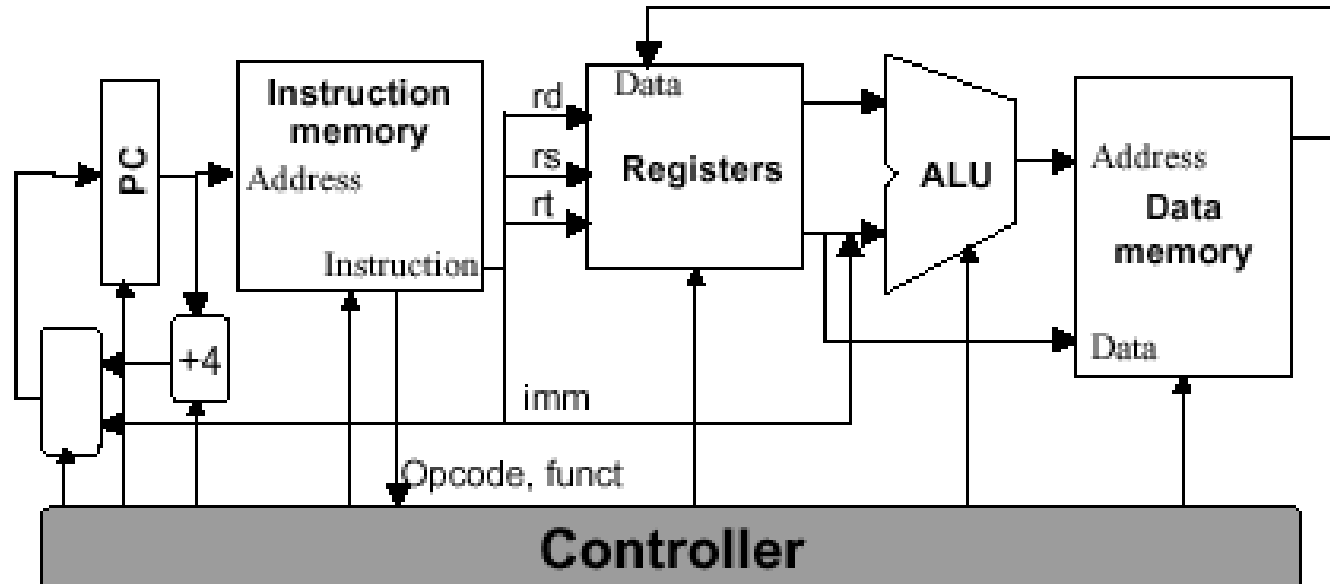 PC
Instruction
memory
Address
Instruction
+4
rd
rs
rt
imm
Opcode, funct
Data
Registers
ALU
Address
Data
memory
Data
Controller